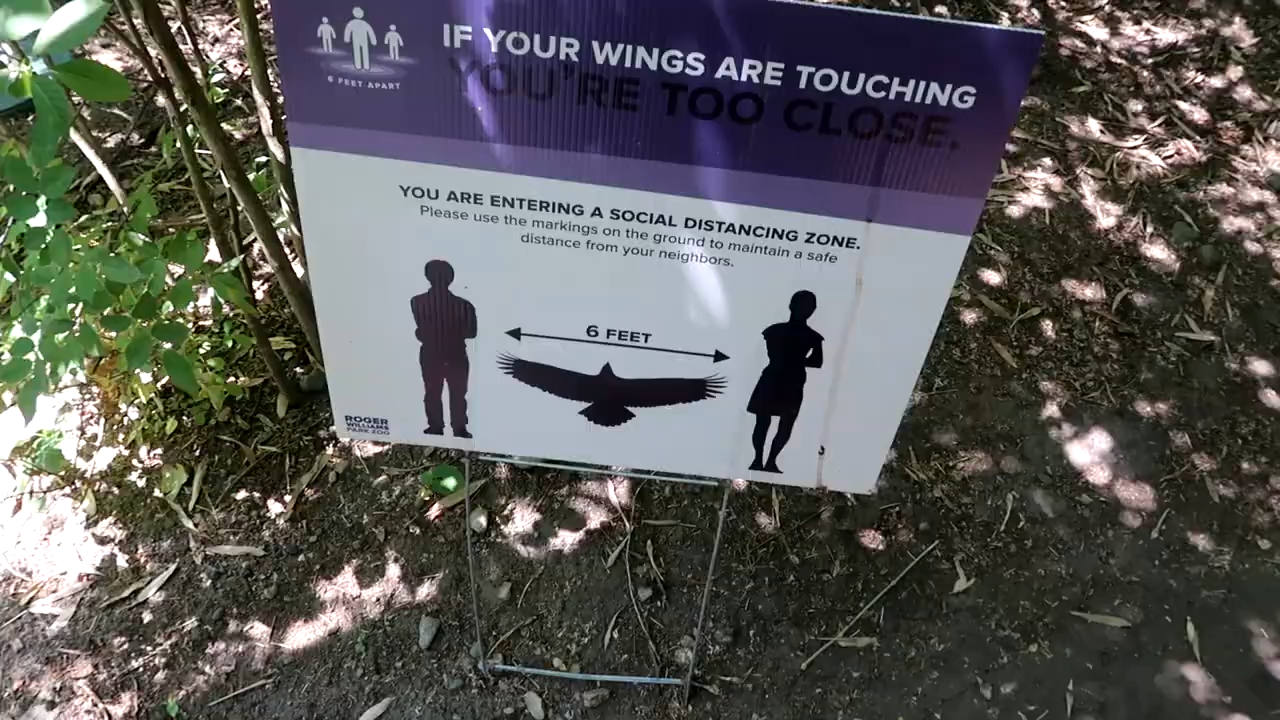 6 FEET APART
IF YOUR WINGS ARE TOUCHING
YOU'RE TOO CLOSE.
YOU ARE ENTERING A SOCIAL DISTANCING ZONE.
Please use the markings on the ground to maintain a safe
distance from your neighbors.
6 FEET
ROGER
WILLIAMS
PARK ZOO